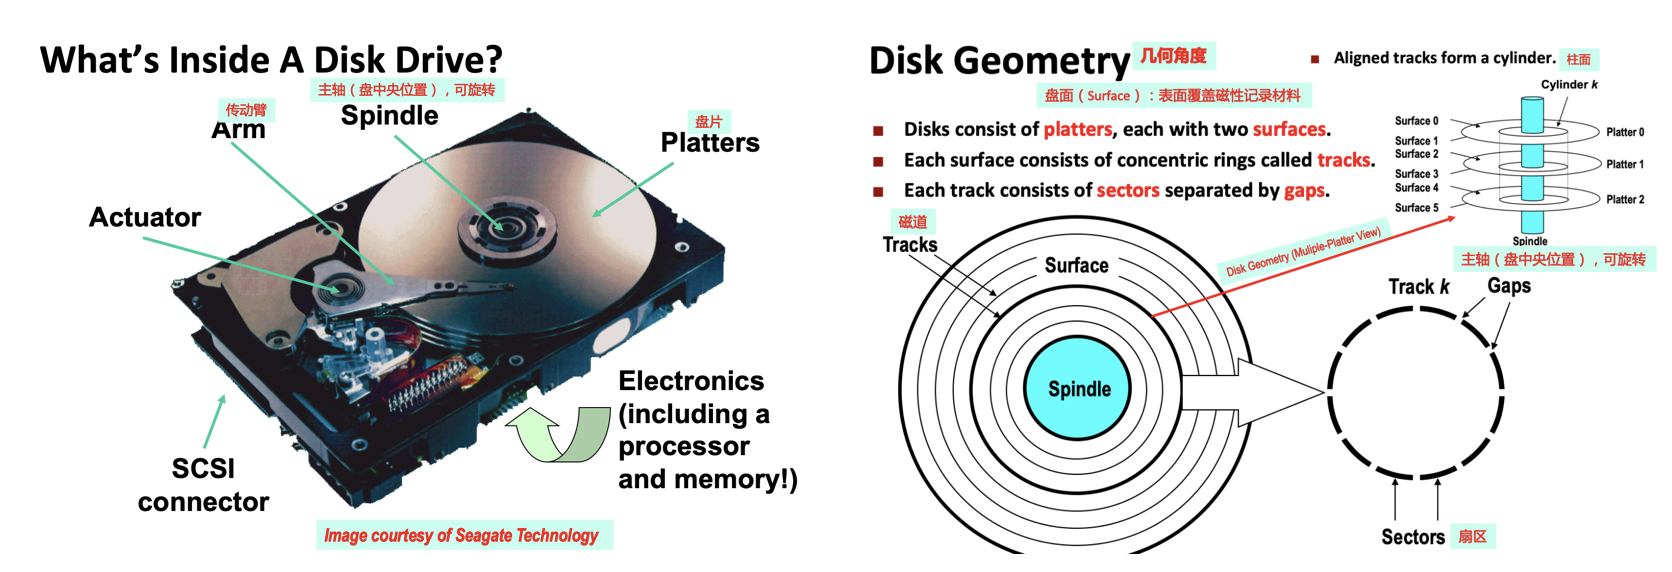 What's Inside A Disk Drive?
主轴（盘中央位置），可旋转
传动臂
Arm
Spindle
盘片
Platters
Actuator
Electronics
(including a
processor
and memory!)
SCSI
connector
Image courtesy of Seagate Technology
Disk Geometry
几何角度
盘面（Surface）：表面覆盖磁性记录材料
■ Disks consist of platters, each with two surfaces.
■ Each surface consists of concentric rings called tracks.
■ Each track consists of sectors separated by gaps.
■ Aligned tracks form a cylinder.
柱面
Cylinder k
Surface 0
Surface 1
Surface 2
Surface 3
Surface 4
Surface 5
Platter 0
Platter 1
Platter 2
Spindle
主轴（盘中央位置），可旋转
磁道
Tracks
Surface
Spindle
Disk Geometry (Muliple-Platter View)
Track k
Gaps
Sectors
扇区